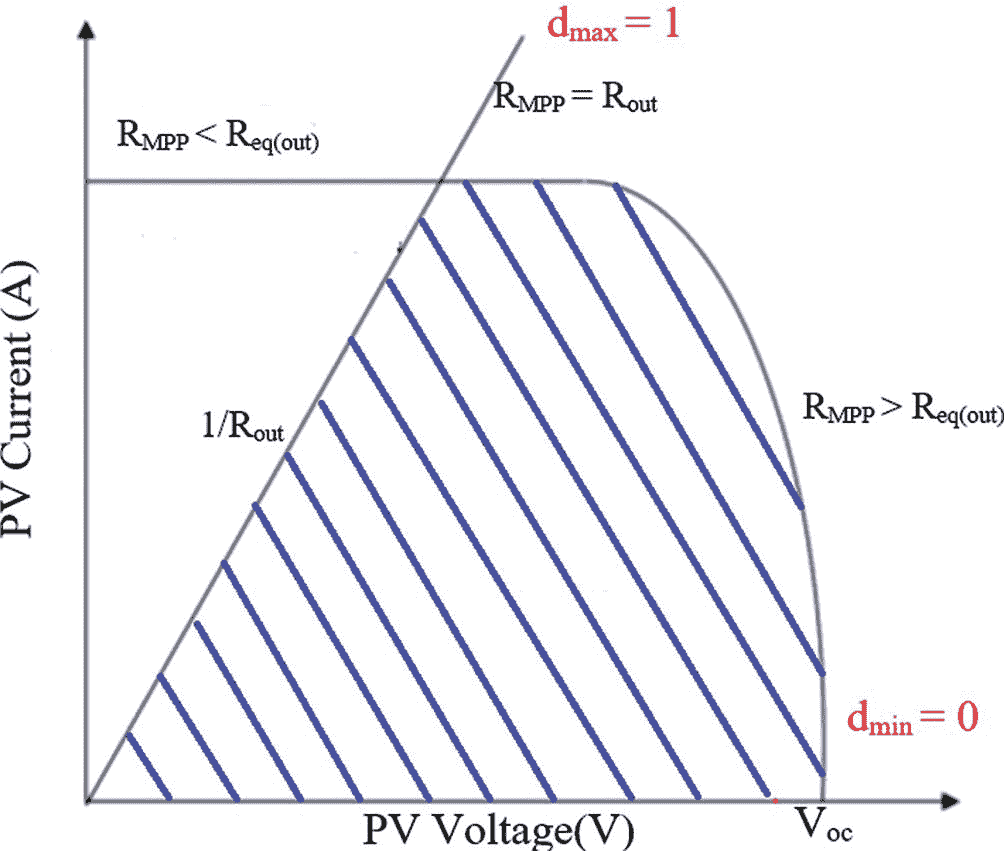 dmax = 1
RMPP = Rout
RMPP < Req(out)
PV Current (A)
1/Rout
RMPP > Req(out)
dmin = 0
PV Voltage(V)
Voc